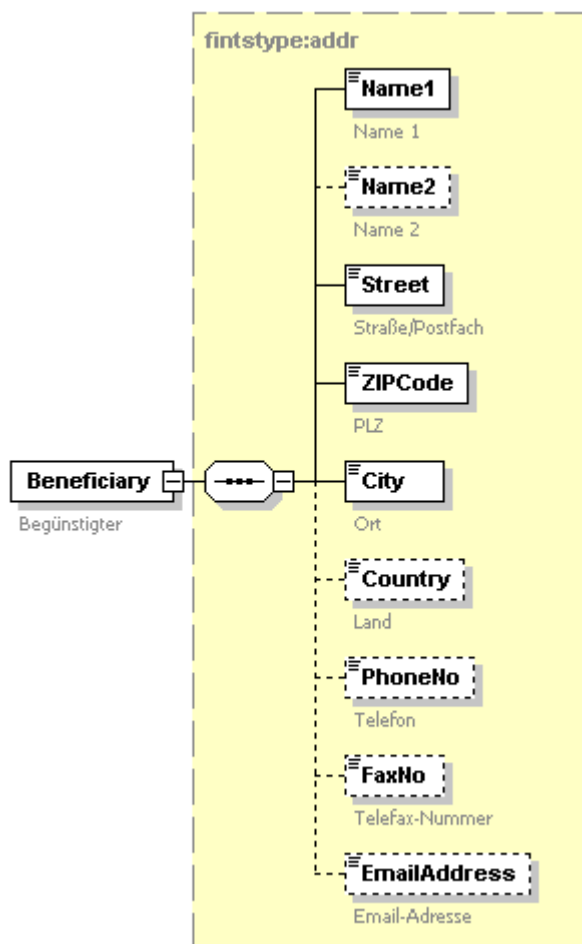 fintstype:addr
Name1
Name 1
Name2
Name 2
Street
Straße/Postfach
ZIPCode
PLZ
Beneficiary
Begünstigter
City
Ort
Country
Land
PhoneNo
Telefon
FaxNo
Telefax-Nummer
EmailAddress
Email-Adresse